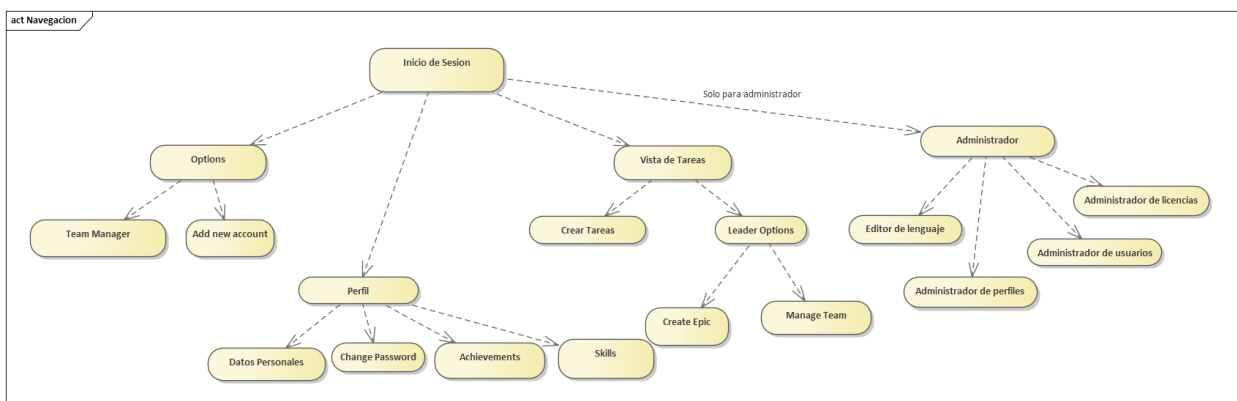 act Navegacion
Inicio de Sesion
Solo para administrador
Options
Vista de Tareas
Administrador
Team Manager
Add new account
Crear Tareas
Leader Options
Editor de lenguaje
Administrador de licencias
Administrador de usuarios
Perfil
Administrador de perfiles
Create Epic
Manage Team
Datos Personales
Change Password
Achievements
Skills